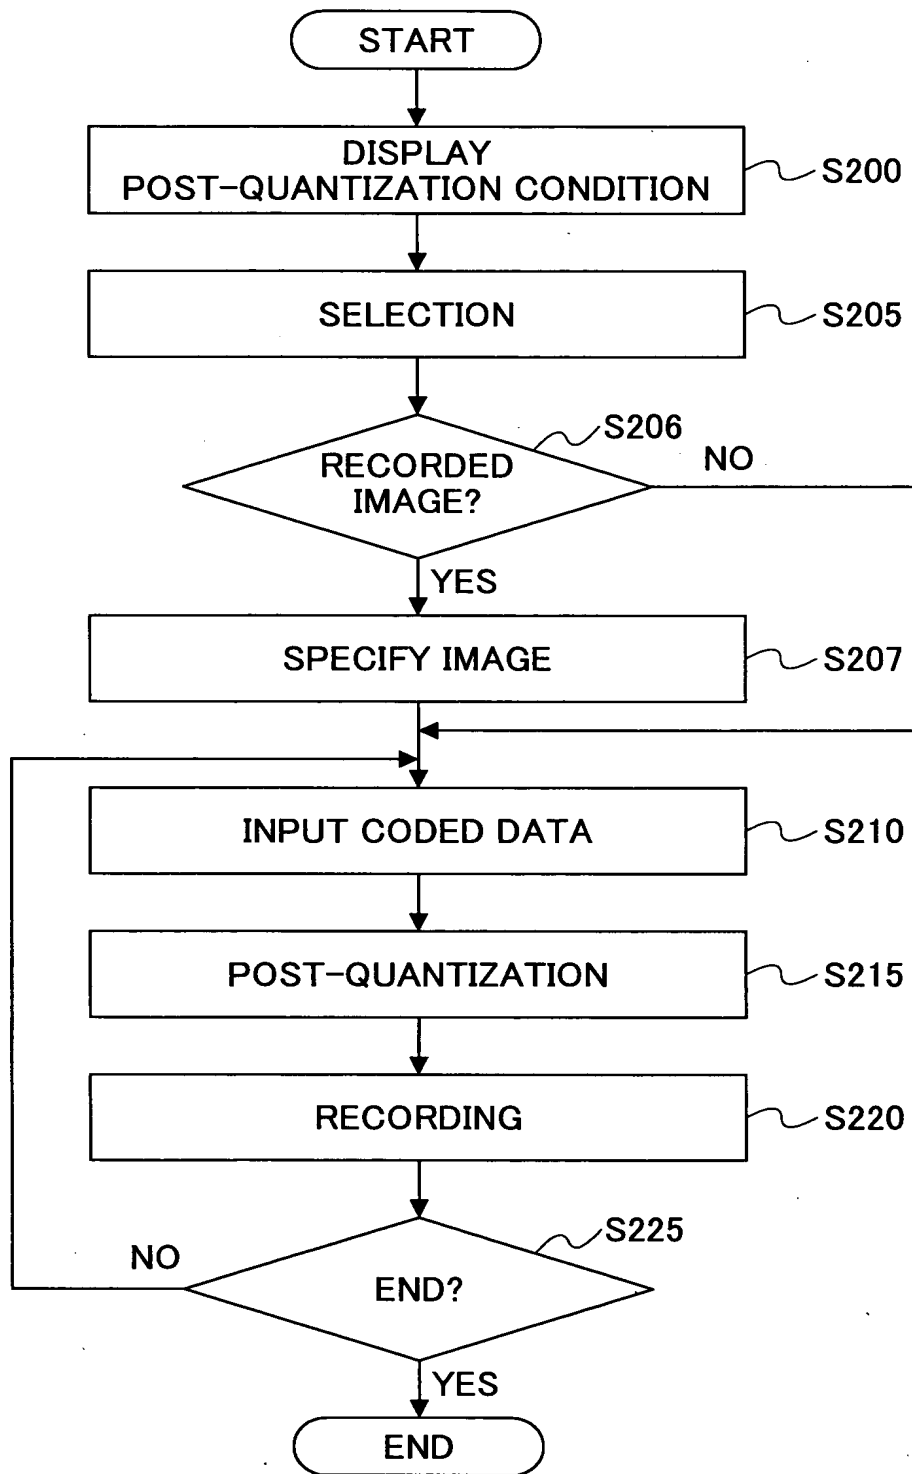 START
DISPLAY
POST-QUANTIZATION CONDITION
S200
SELECTION
S205
S206
RECORDED
IMAGE?
NO
YES
SPECIFY IMAGE
S207
INPUT CODED DATA
S210
POST-QUANTIZATION
S215
RECORDING
S220
S225
NO
END?
YES
END